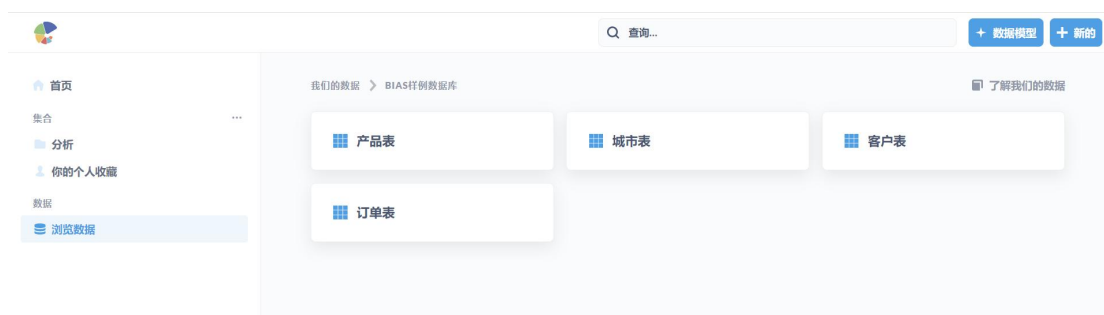 查询...
数据模型
新的
首页
集合
...
分析
你的个人收藏
数据
浏览数据
我们的数据 > BIAS样例数据库
了解我们的数据
产品表
城市表
客户表
订单表